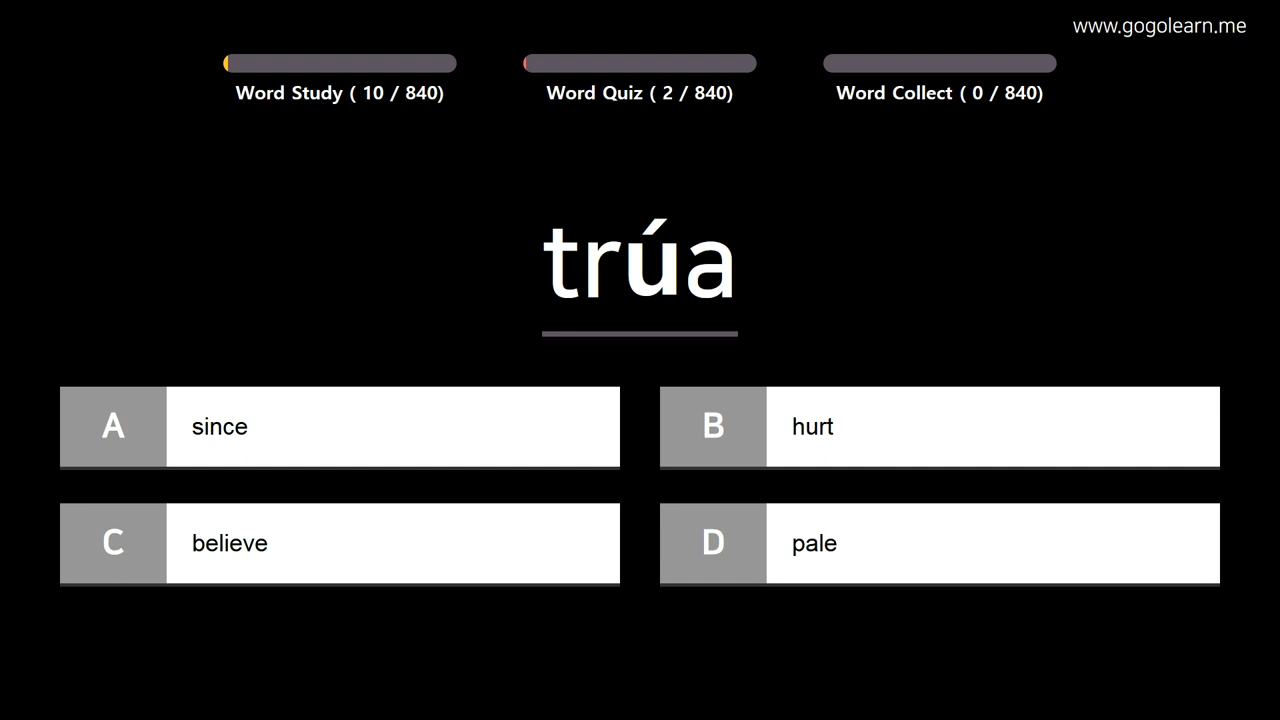 www.gogolearn.me
Word Study ( 10 / 840)
Word Quiz ( 2 / 840)
Word Collect ( 0 / 840)
trúa
A since
B hurt
C believe
D pale